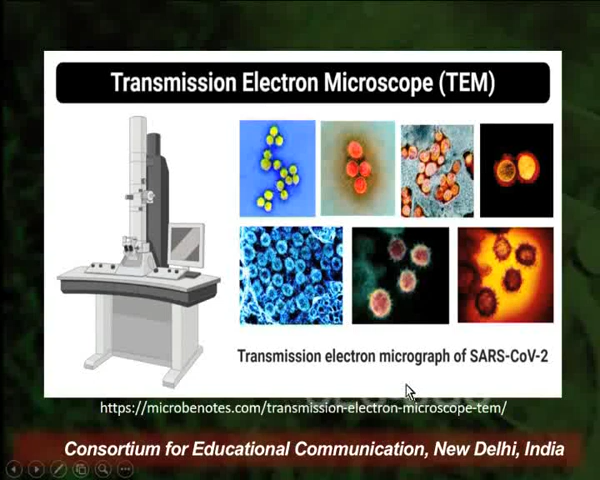 Transmission Electron Microscope (TEM)
Transmission electron micrograph of SARS-CoV-2
https://microbenotes.com/transmission-electron-microscope-tem/
Consortium for Educational Communication, New Delhi, India